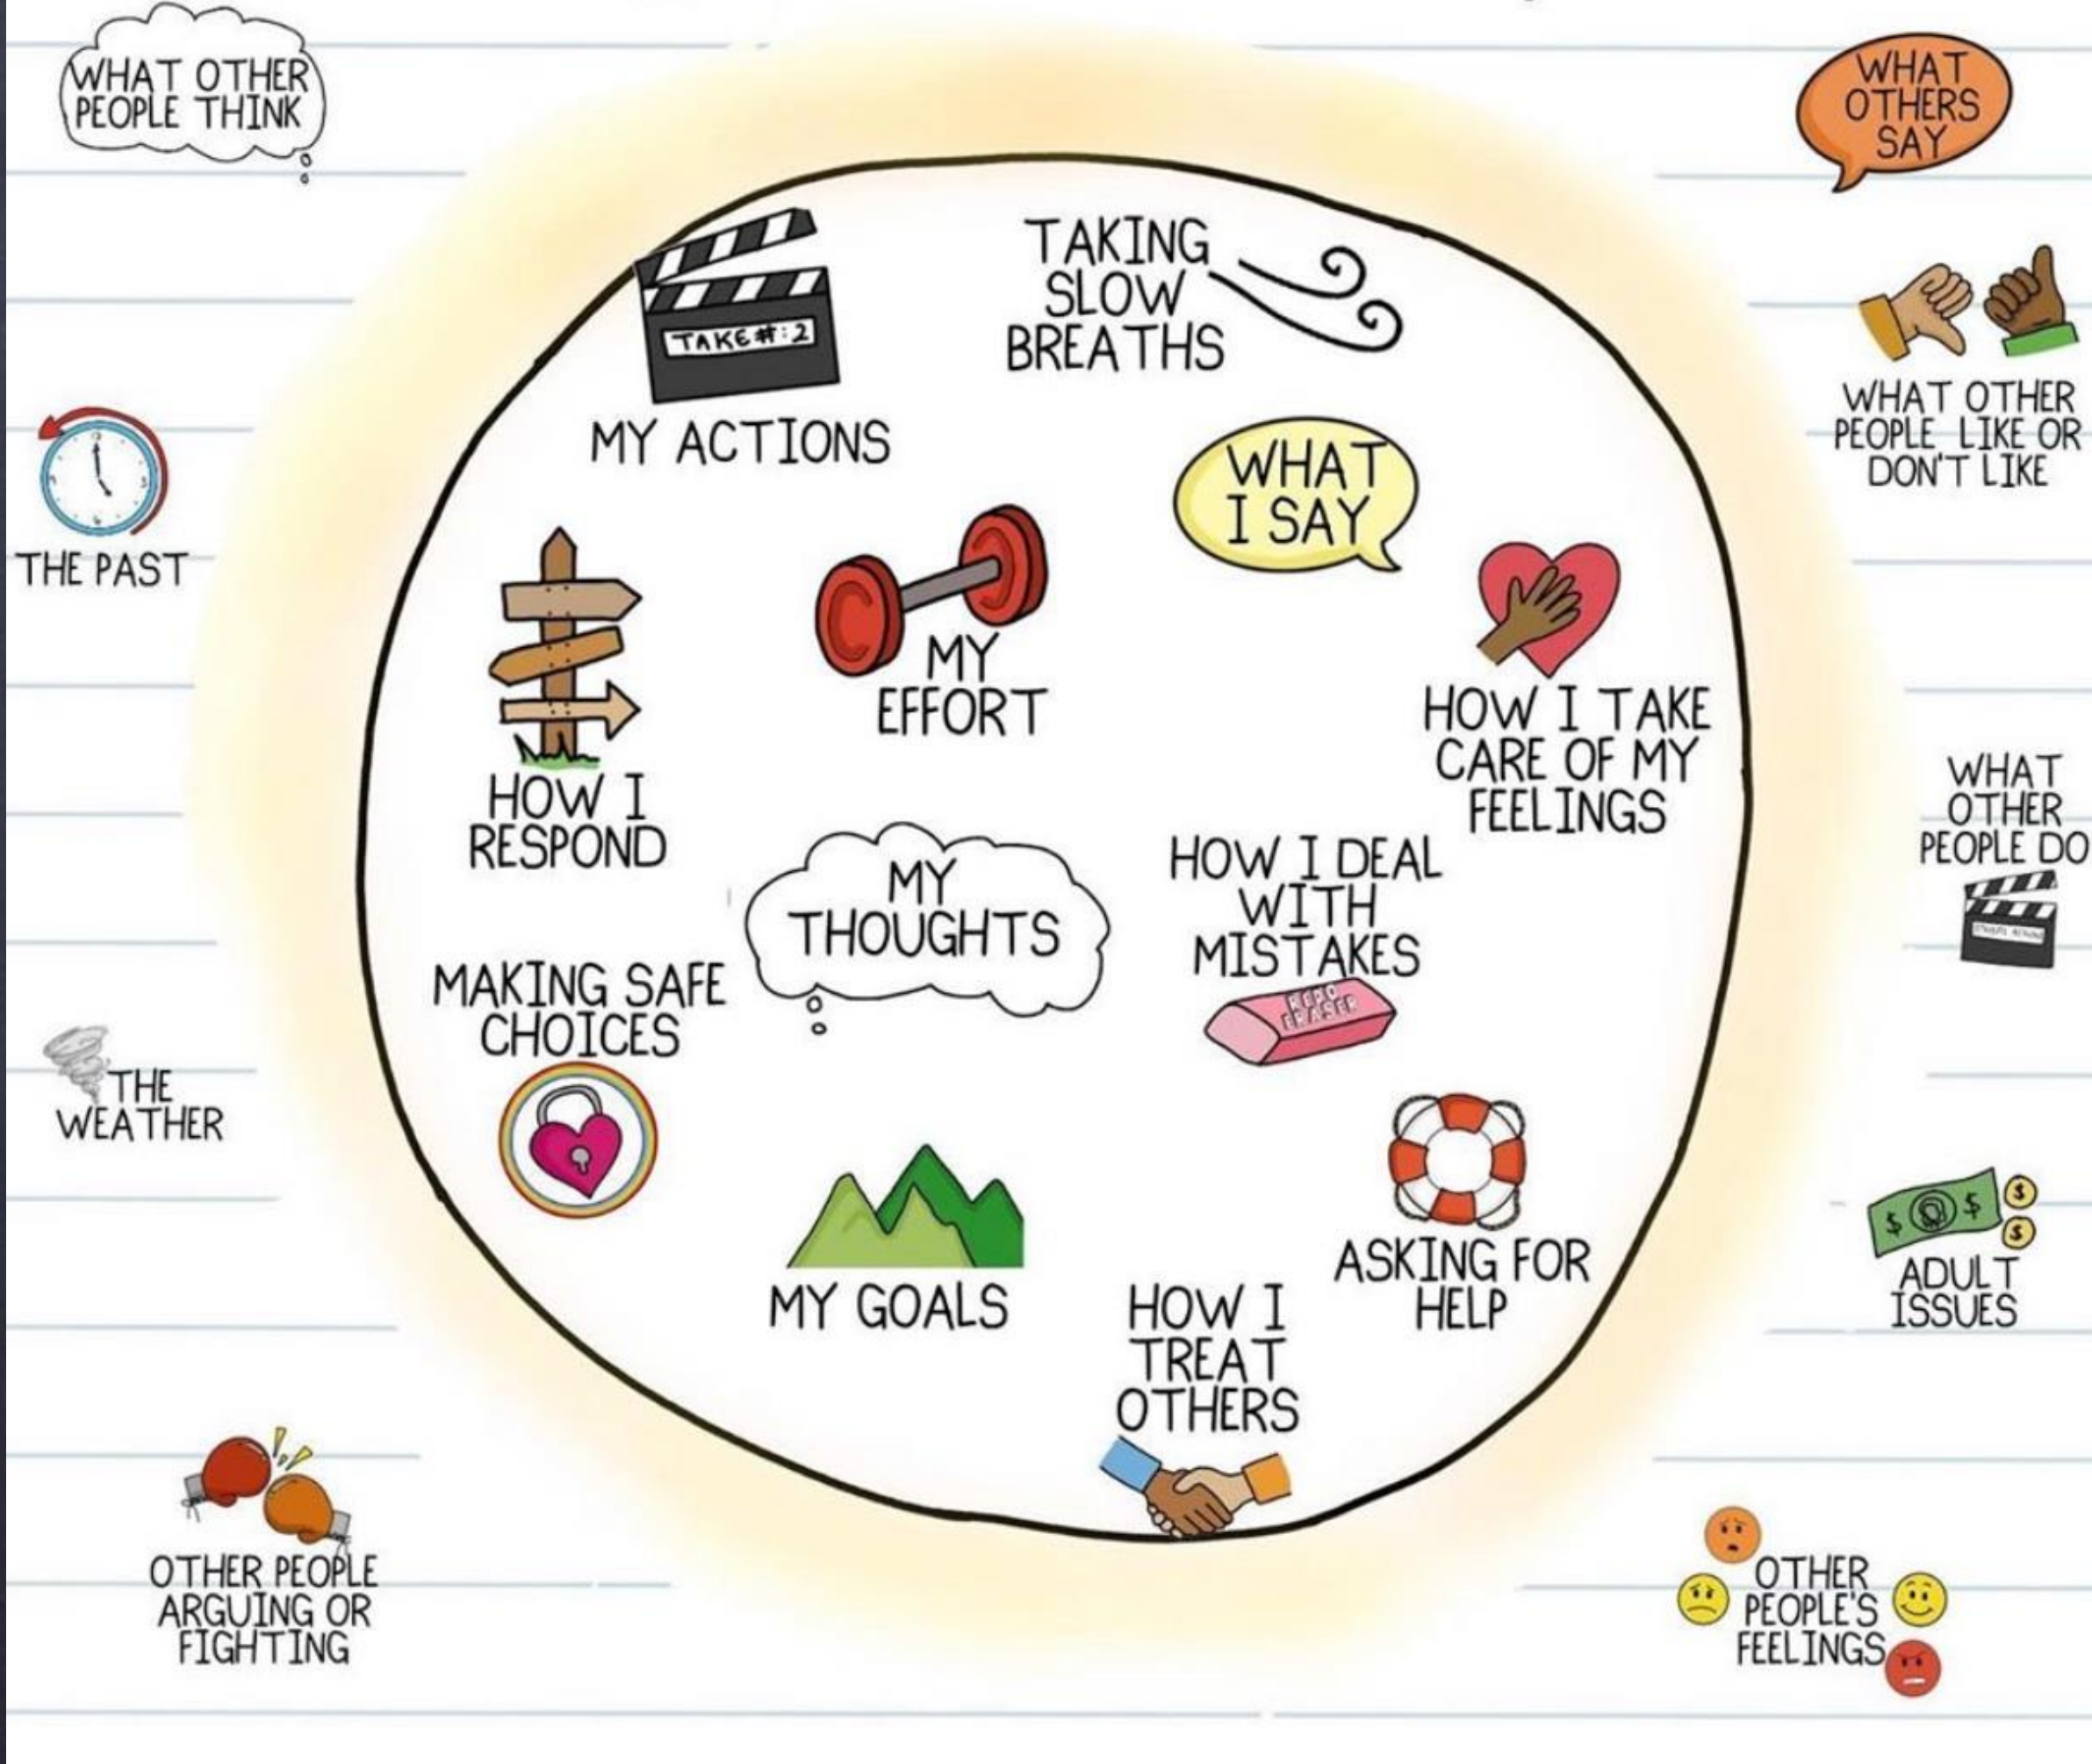 WHAT OTHER
PEOPLE THINK
WHAT
OTHERS
SAY
TAKE#:2
MY ACTIONS
TAKING
SLOW
BREATHS
WHAT OTHER
PEOPLE LIKE OR
DON'T LIKE
THE PAST
WHAT
I SAY
MY
EFFORT
HOW I
RESPOND
HOW I TAKE
CARE OF MY
FEELINGS
WHAT
OTHER
PEOPLE DO
MY
THOUGHTS
HOW I DEAL
WITH
MISTAKES
ERASER
MAKING SAFE
CHOICES
THE
WEATHER
MY GOALS
ASKING FOR
HELP
HOW I
TREAT
OTHERS
$ $
$
$
ADULT
ISSUES
OTHER PEOPLE
ARGUING OR
FIGHTING
OTHER
PEOPLE'S
FEELINGS